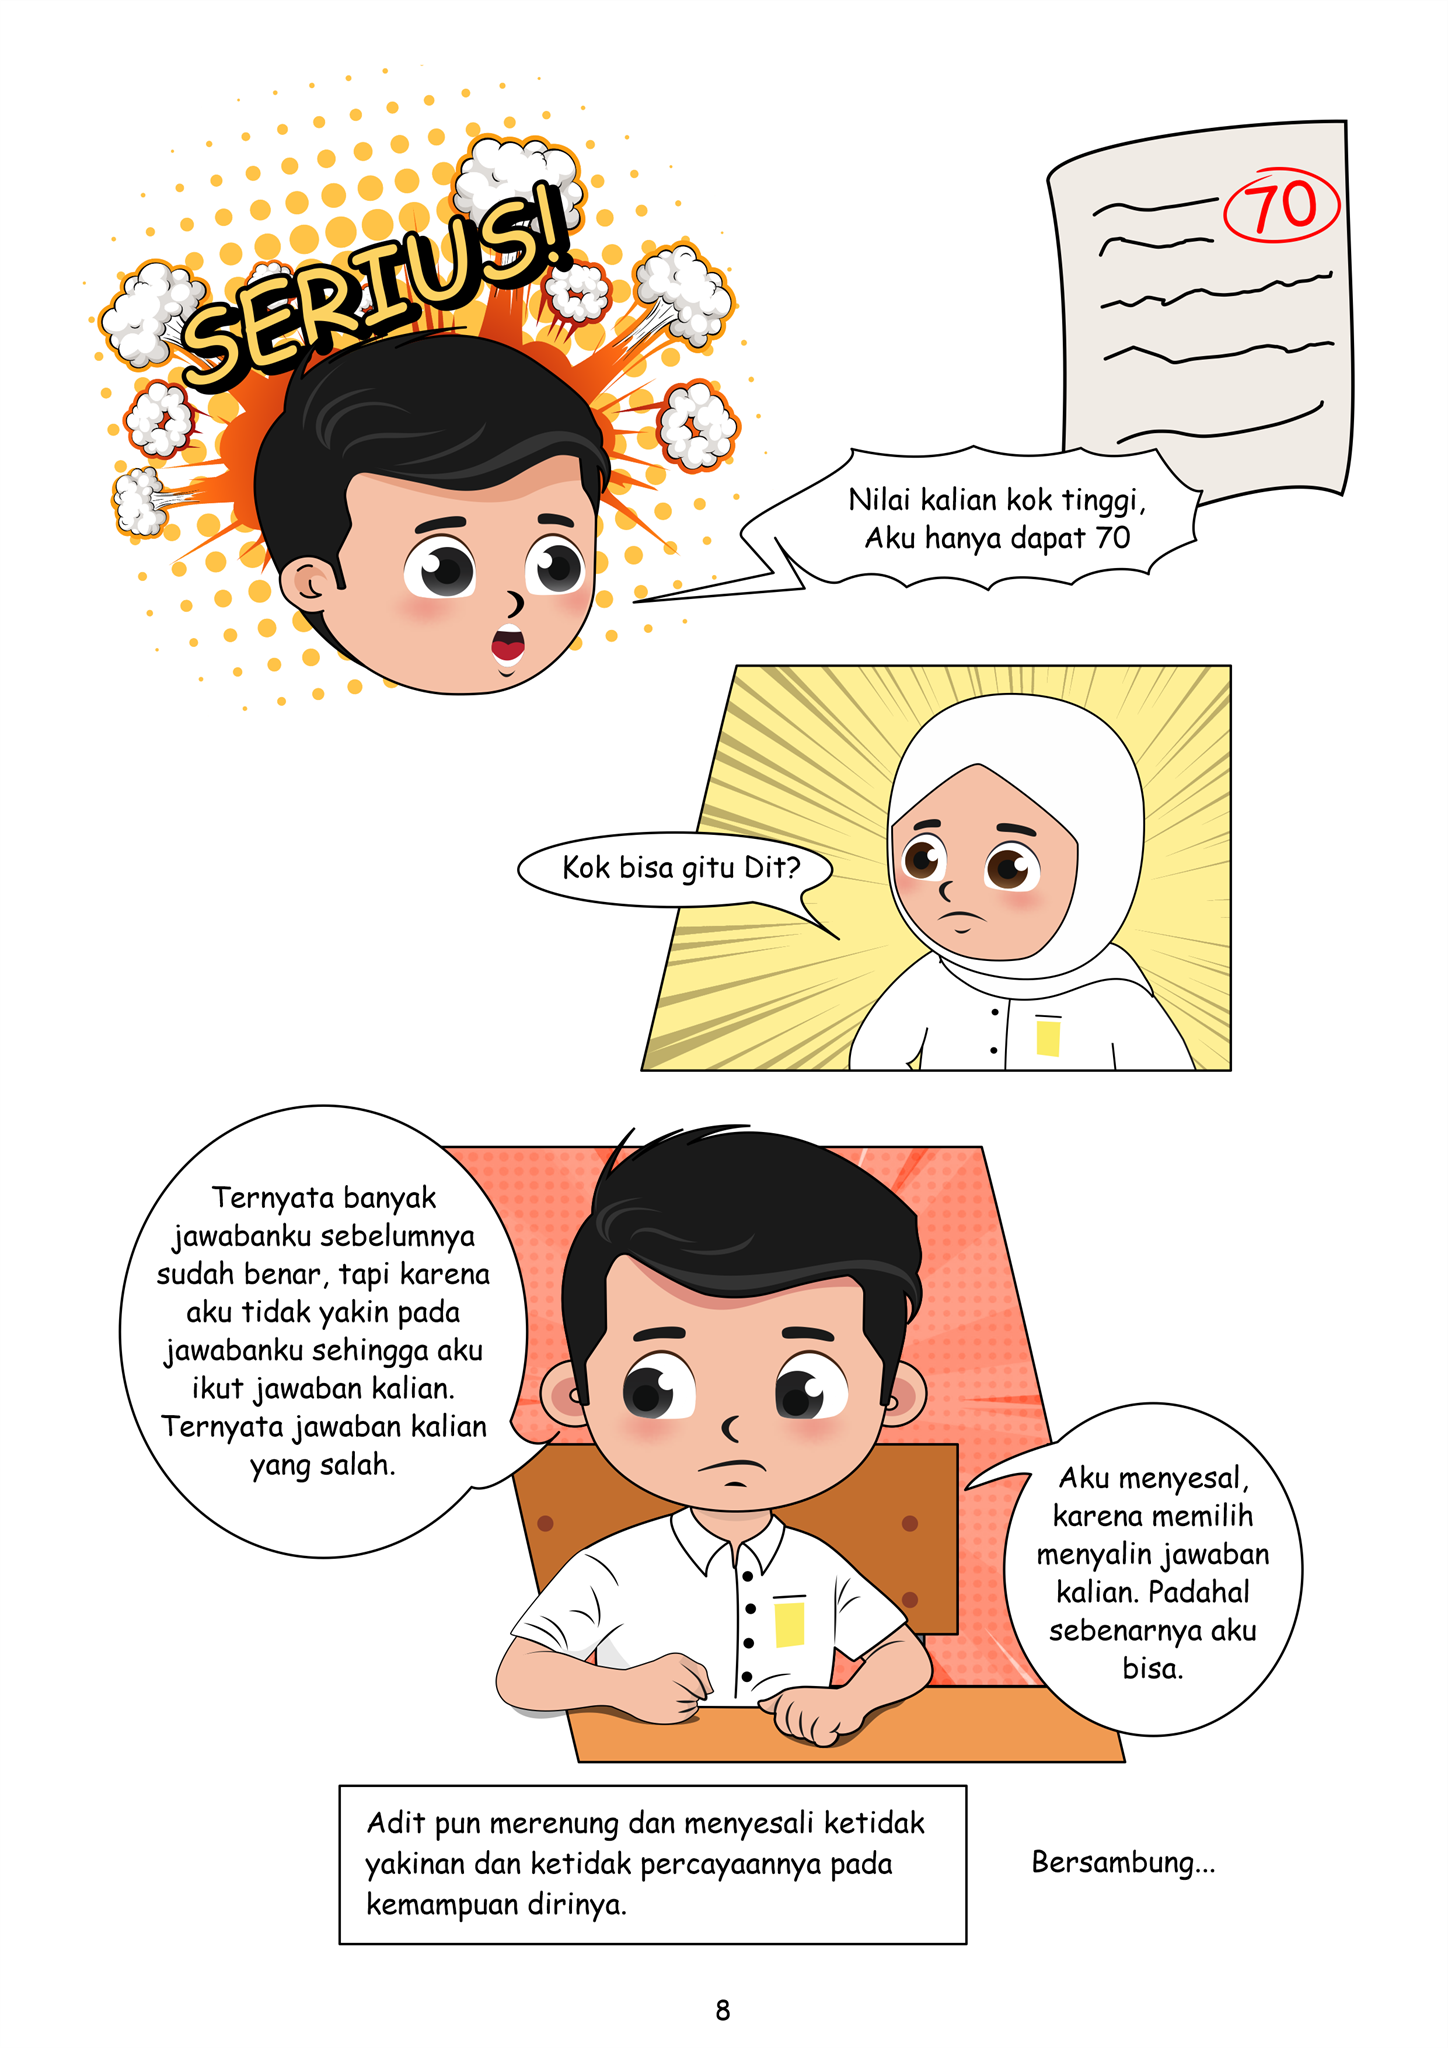 SERIUS!
70
Nilai kalian kok tinggi,
Aku hanya dapat 70
Kok bisa gitu Dit?
Ternyata banyak
jawabanku sebelumnya
sudah benar, tapi karena
aku tidak yakin pada
jawabanku sehingga aku
ikut jawaban kalian.
Ternyata jawaban kalian
yang salah.
Aku menyesal,
karena memilih
menyalin jawaban
kalian. Padahal
sebenarnya aku
bisa.
Adit pun merenung dan menyesali ketidak
yakinan dan ketidak percayaannya pada
kemampuan dirinya.
Bersambung...
8